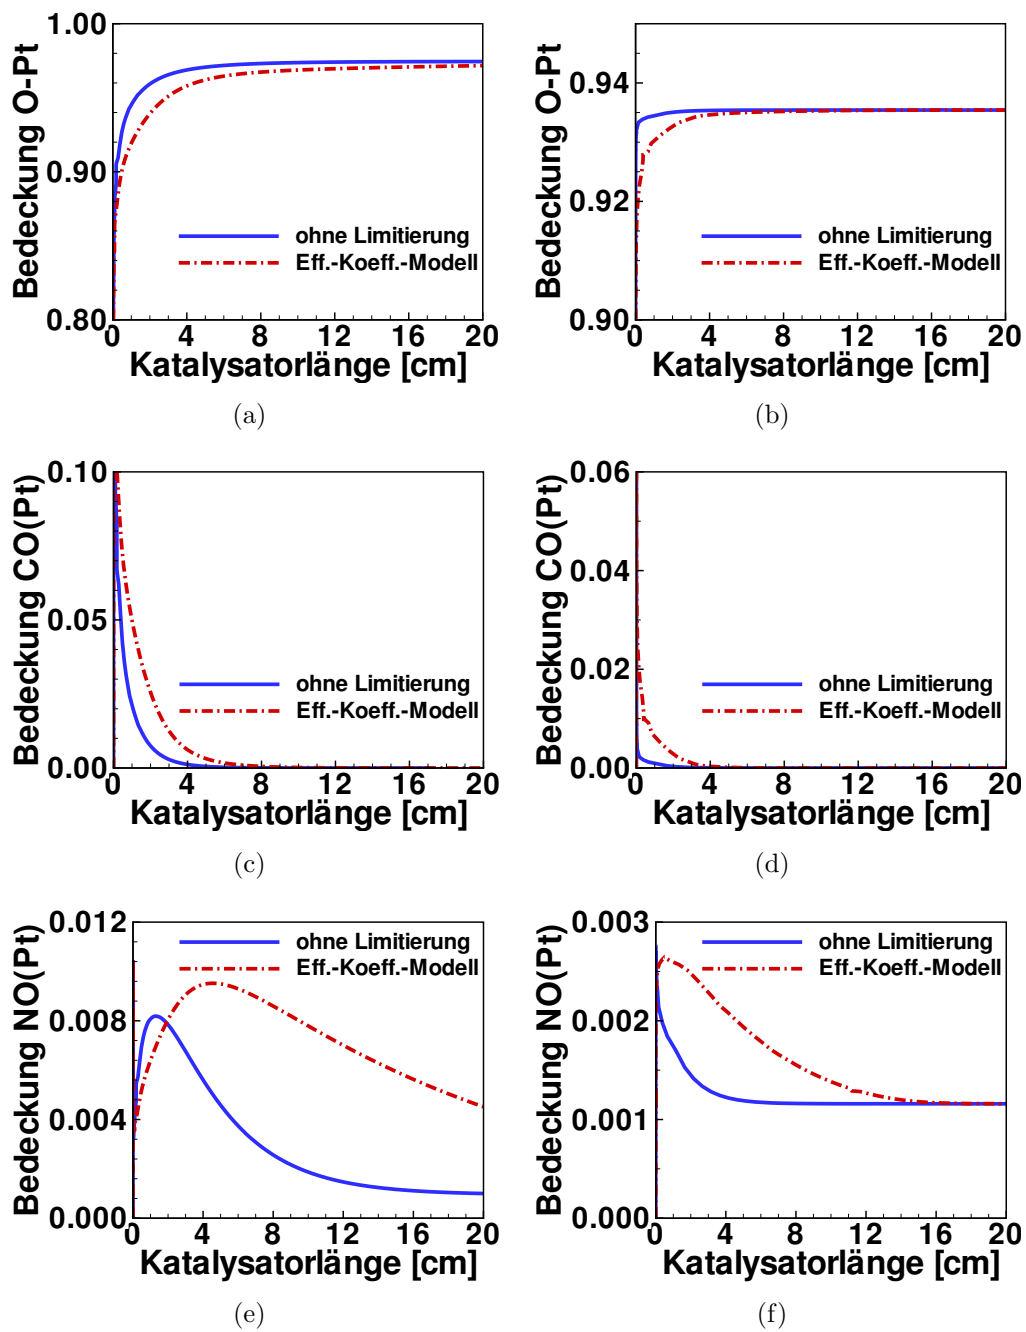 Bedeckung O-Pt
1.00
0.90
0.80
ohne Limitierung
Eff.-Koeff.-Modell
0 4 8 12 16 20
Katalysatorlänge [cm]
(a)
Bedeckung O-Pt
0.94
0.92
0.90
ohne Limitierung
Eff.-Koeff.-Modell
0 4 8 12 16 20
Katalysatorlänge [cm]
(b)
Bedeckung CO(Pt)
0.10
0.05
0.00
ohne Limitierung
Eff.-Koeff.-Modell
0 4 8 12 16 20
Katalysatorlänge [cm]
(c)
Bedeckung CO(Pt)
0.06
0.04
0.02
0.00
ohne Limitierung
Eff.-Koeff.-Modell
0 4 8 12 16 20
Katalysatorlänge [cm]
(d)
Bedeckung NO(Pt)
0.012
0.008
0.004
0.000
ohne Limitierung
Eff.-Koeff.-Modell
0 4 8 12 16 20
Katalysatorlänge [cm]
(e)
Bedeckung NO(Pt)
0.003
0.002
0.001
0.000
ohne Limitierung
Eff.-Koeff.-Modell
0 4 8 12 16 20
Katalysatorlänge [cm]
(f)